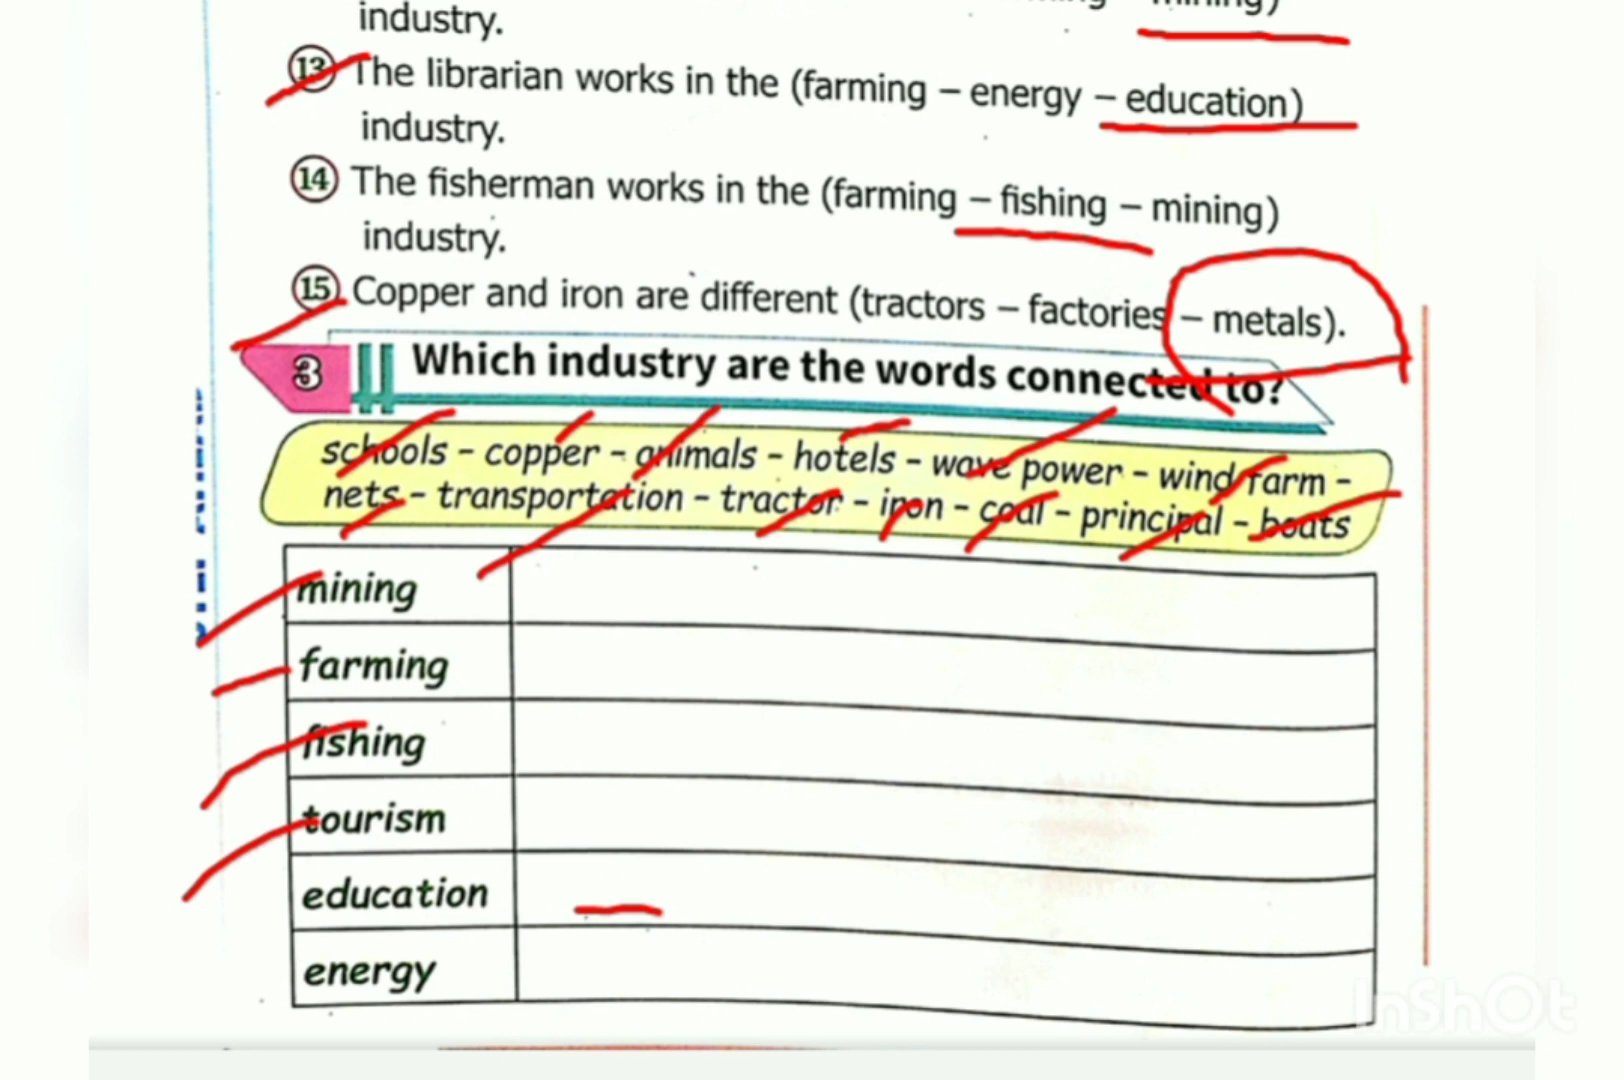 mining)
industry.
13 The librarian works in the (farming – energy – education)
industry.
14 The fisherman works in the (farming – fishing – mining)
industry.
15 Copper and iron are different (tractors – factories – metals).
3 Which industry are the words connected to?
schools – copper – animals – hotels – wave power – wind farm –
nets – transportation – tractor – iron – coal – principal – boats
mining
farming
fishing
tourism
education
energy
InShOt